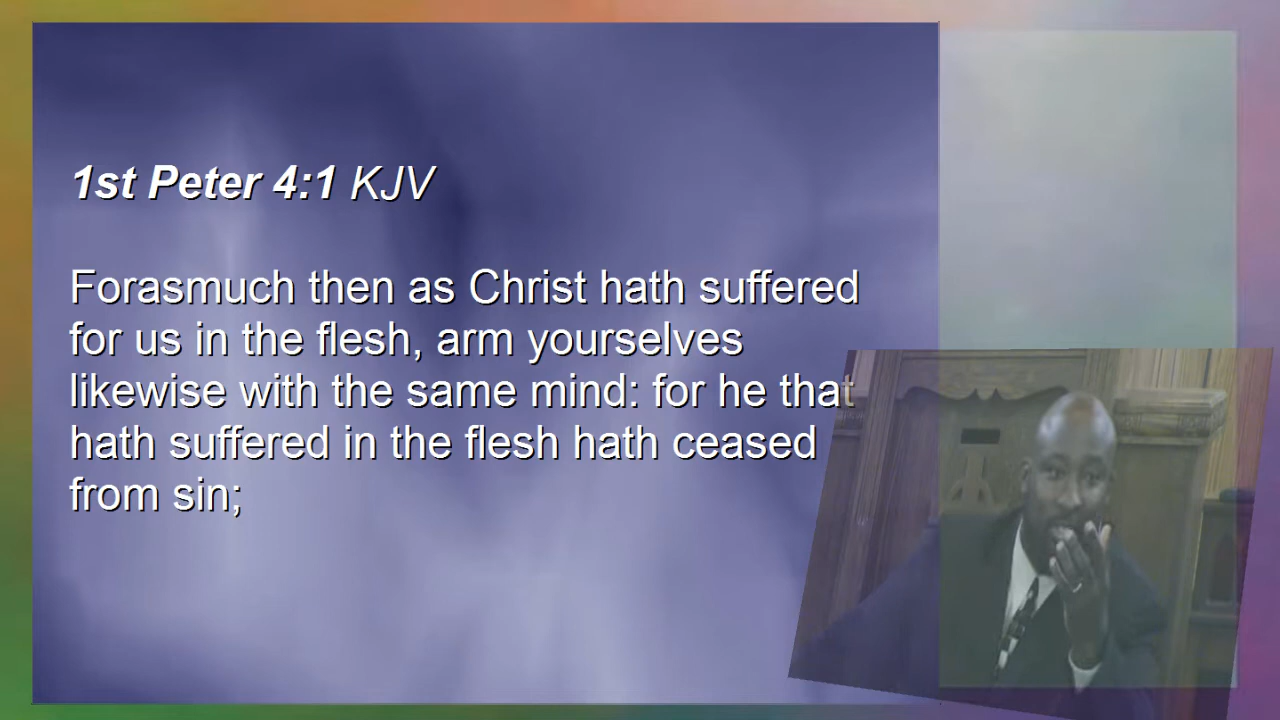 1st Peter 4:1 KJV
Forasmuch then as Christ hath suffered
for us in the flesh, arm yourselves
likewise with the same mind: for he that
hath suffered in the flesh hath ceased
from sin;